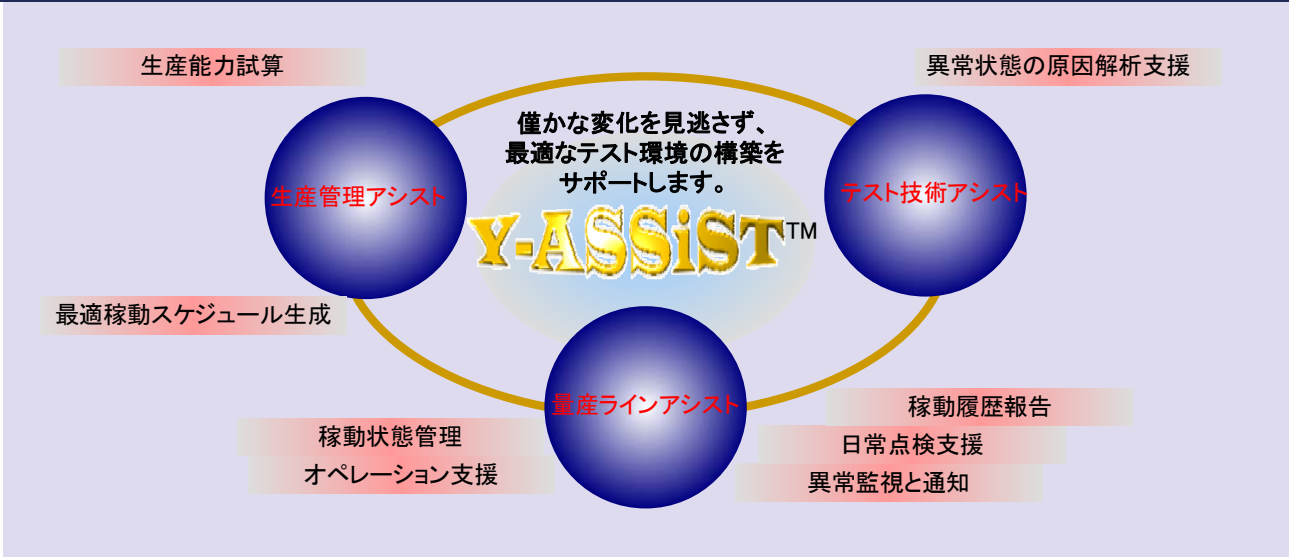 生産能力試算
異常状態の原因解析支援
僅かな変化を見逃さず、
最適なテスト環境の構築を
サポートします。
生産管理アシスト
テスト技術アシスト
Y-ASSiST™
最適稼動スケジュール生成
量産ラインアシスト
稼動履歴報告
稼動状態管理
日常点検支援
オペレーション支援
異常監視と通知